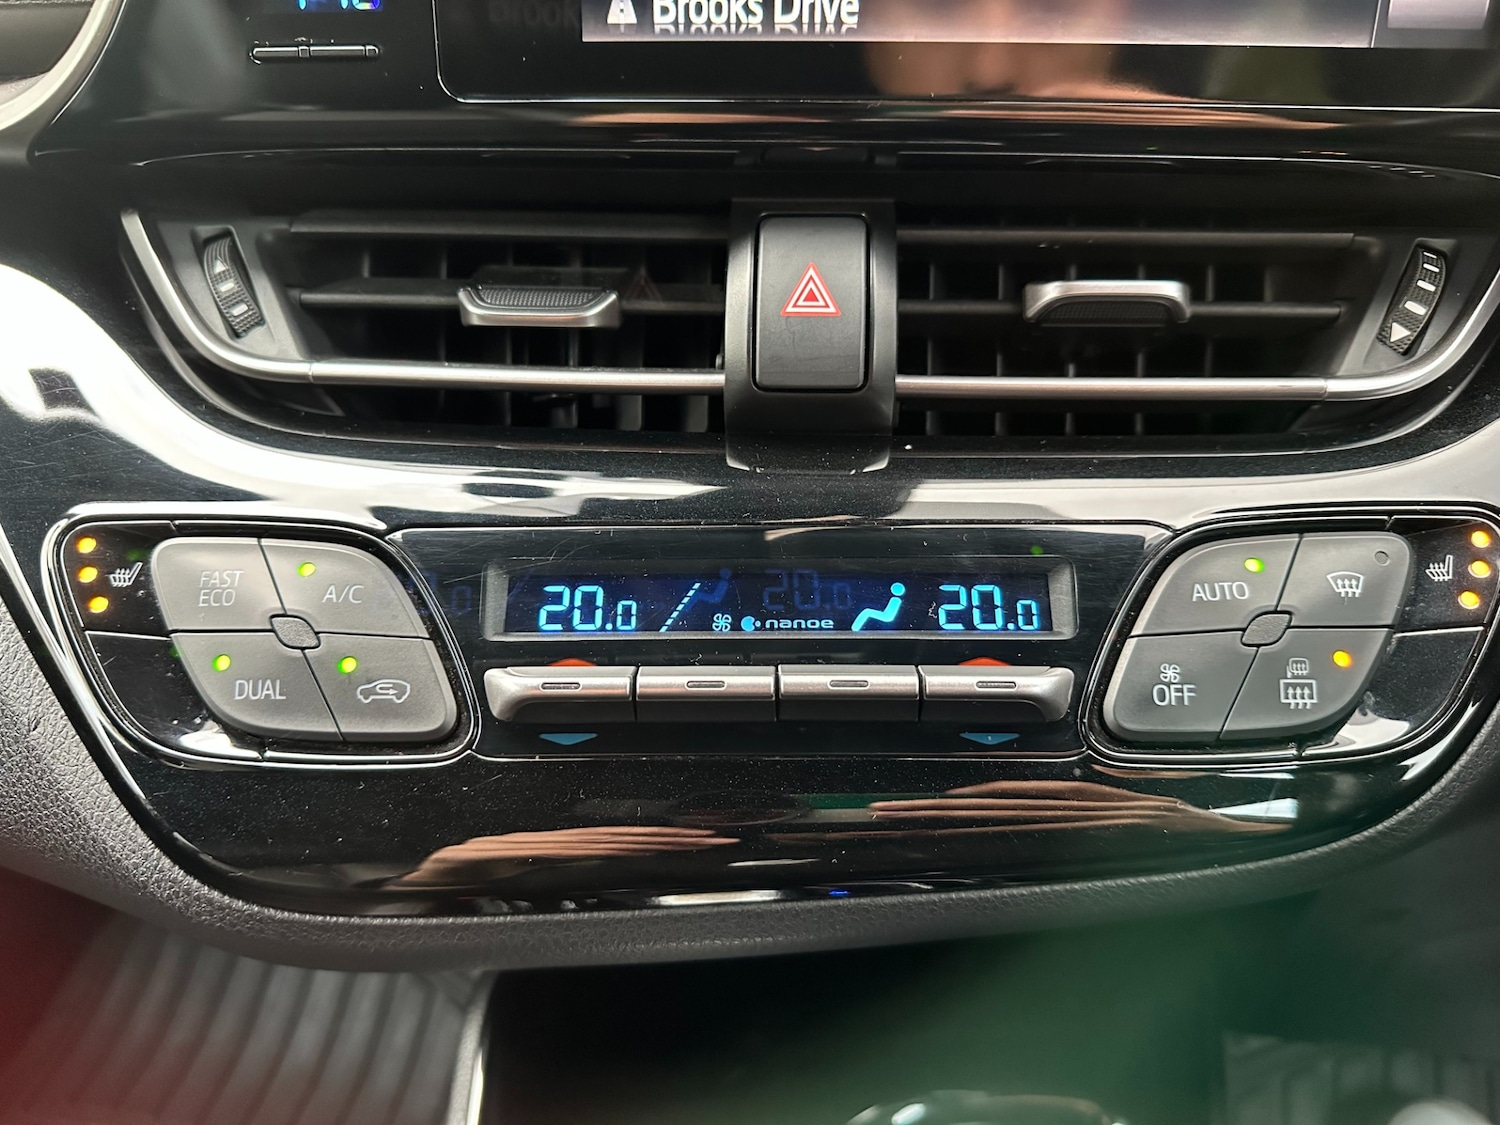 Brooks Drive
FAST
ECO
A/C
DUAL
20.0
nanoe
20.0
AUTO
OFF